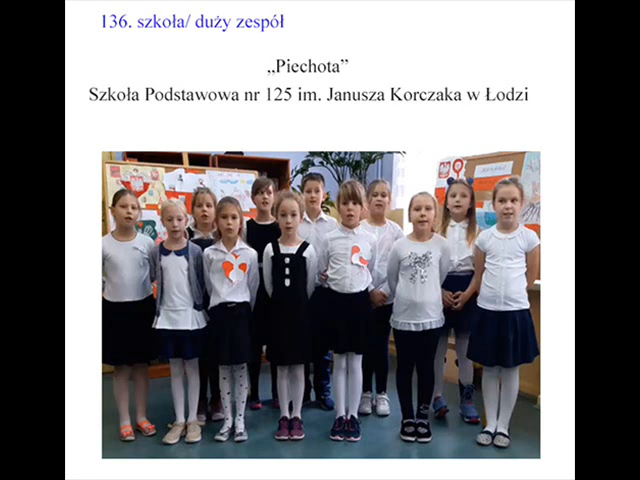 136. szkoła/ duży zespół
„Piechota”
Szkoła Podstawowa nr 125 im. Janusza Korczaka w Łodzi